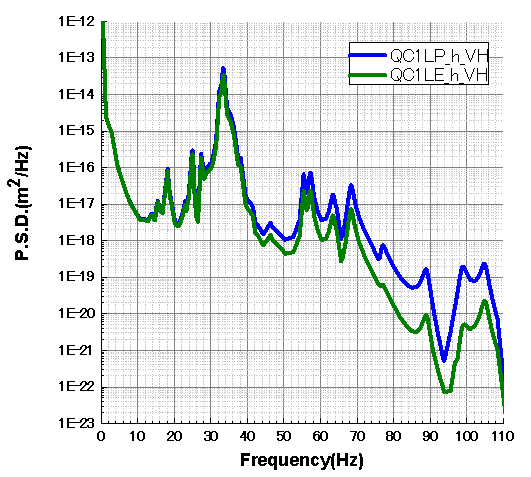 1E-12
1E-13
1E-14
1E-15
1E-16
1E-17
1E-18
1E-19
1E-20
1E-21
1E-22
1E-23
P.S.D.(m²/Hz)
QC1LP_h_VH
QC1LE_h_VH
0 10 20 30 40 50 60 70 80 90 100 110
Frequency(Hz)